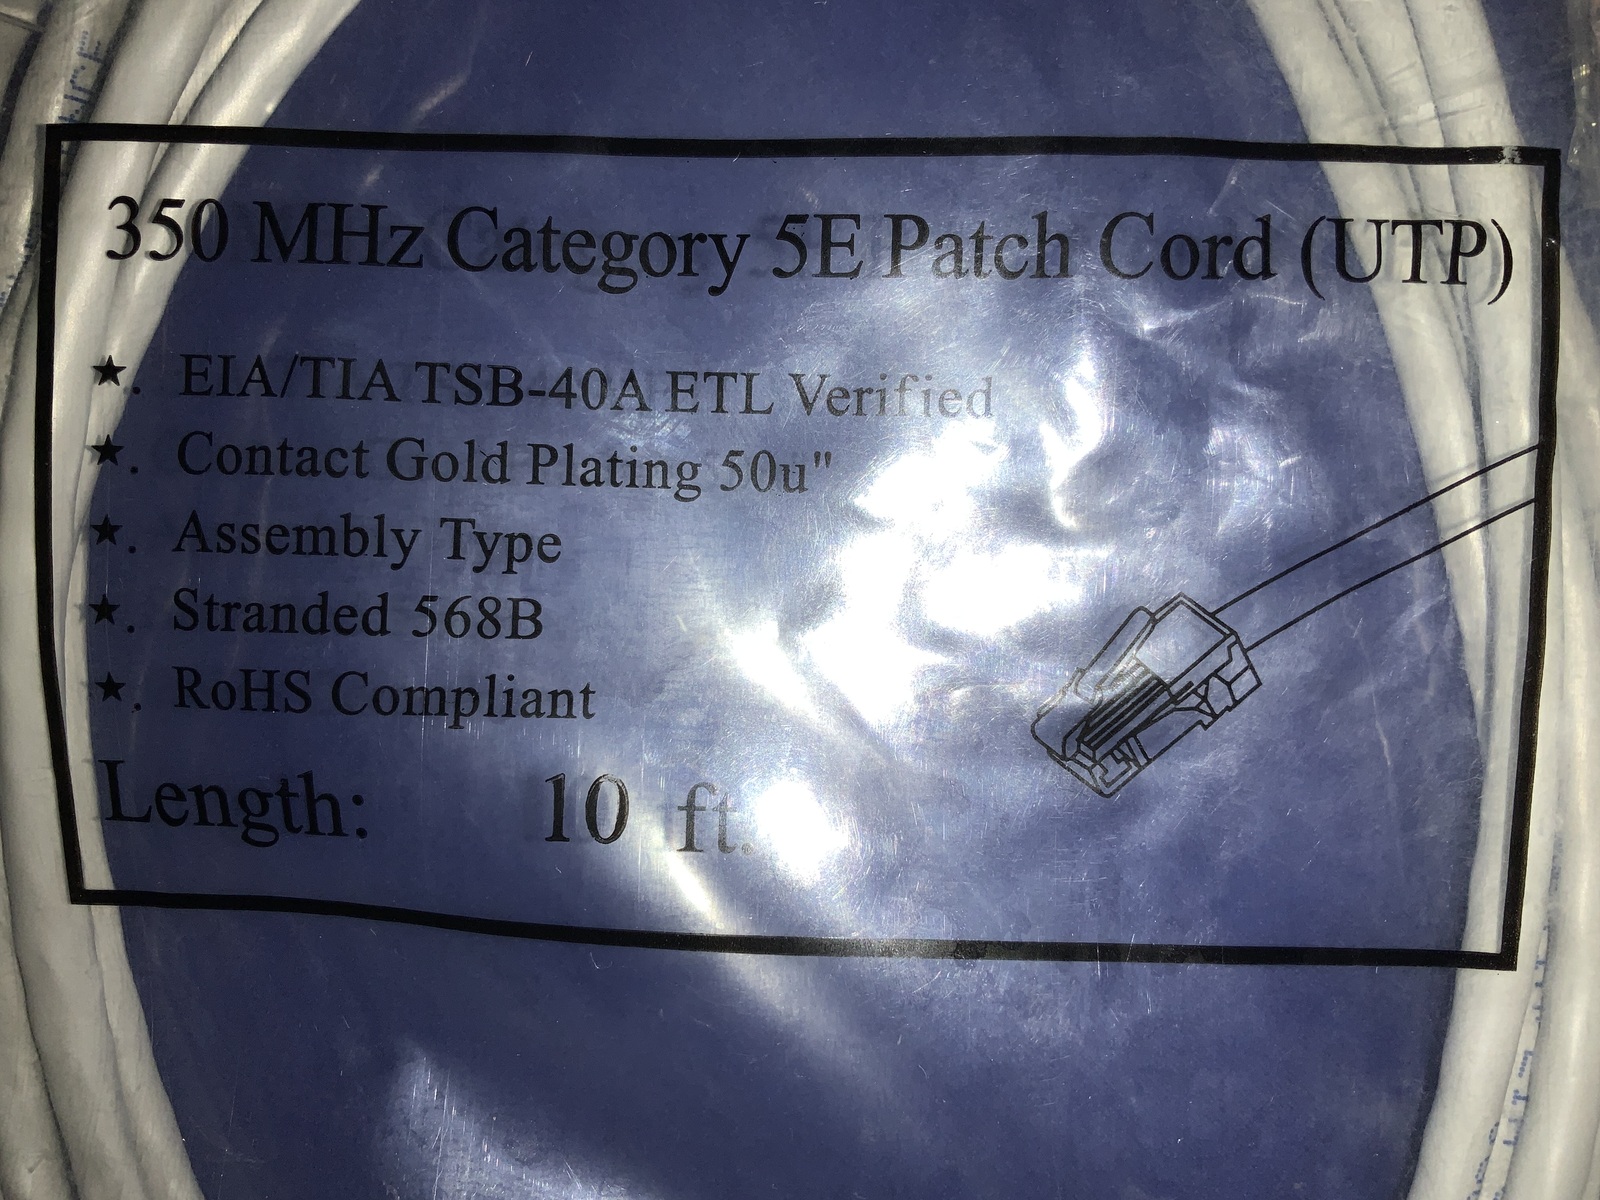 350 MHz Category 5E Patch Cord (UTP)
★. EIA/TIA TSB-40A ETL Verified
★. Contact Gold Plating 50u"
★. Assembly Type
★. Stranded 568B
★. RoHS Compliant
Length: 10 ft.